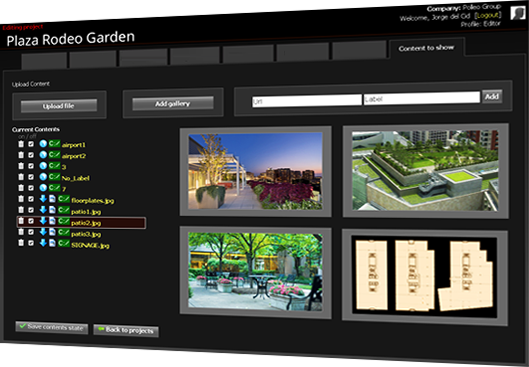 Editing project
Plaza Rodeo Garden
Company: Polleo Group
Welcome, Jorge del Cid [Logout]
Profile: Editor
Content to show
Upload Content
Upload file
Add gallery
Url
Label
Add
Current Contents
on / off
airport1
airport2
3
No_Label
7
floorplates.jpg
patio1.jpg
patio2.jpg
patio3.jpg
SIGNAGE.jpg
Save contents state
Back to projects